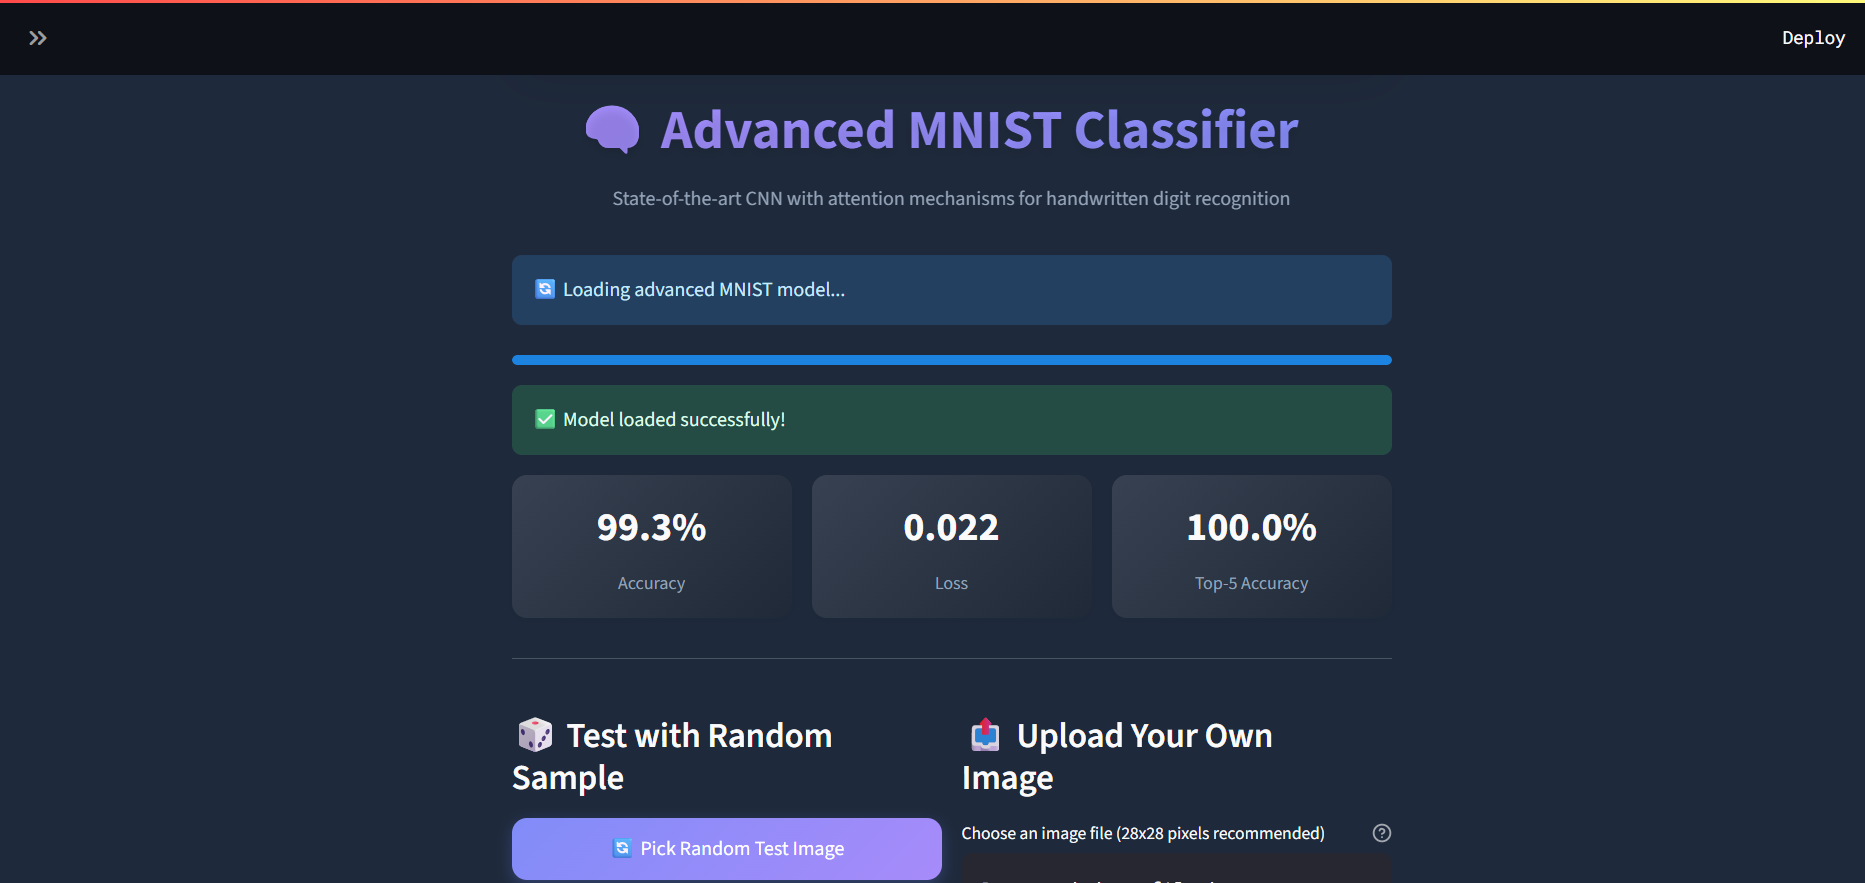 Deploy
Advanced MNIST Classifier
State-of-the-art CNN with attention mechanisms for handwritten digit recognition
Loading advanced MNIST model...
Model loaded successfully!
99.3%
Accuracy
0.022
Loss
100.0%
Top-5 Accuracy
Test with Random
Sample
Pick Random Test Image
Upload Your Own
Image
Choose an image file (28x28 pixels recommended)